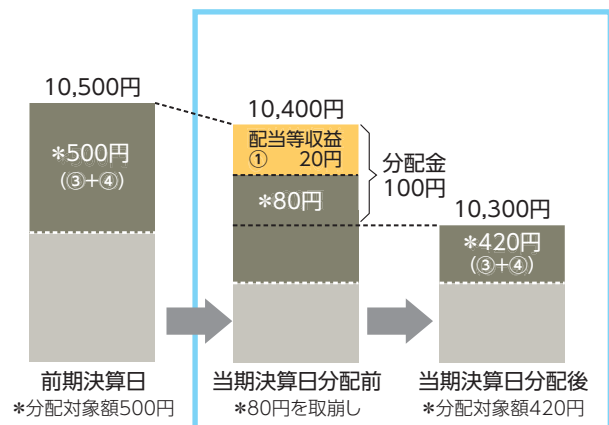 10,500円
*500円
(③+④)
前期決算日
*分配対象額500円
10,400円
配当等収益
① 20円
*80円
分配金
100円
当期決算日分配前
*80円を取崩し
10,300円
*420円
(③+④)
当期決算日分配後
*分配対象額420円